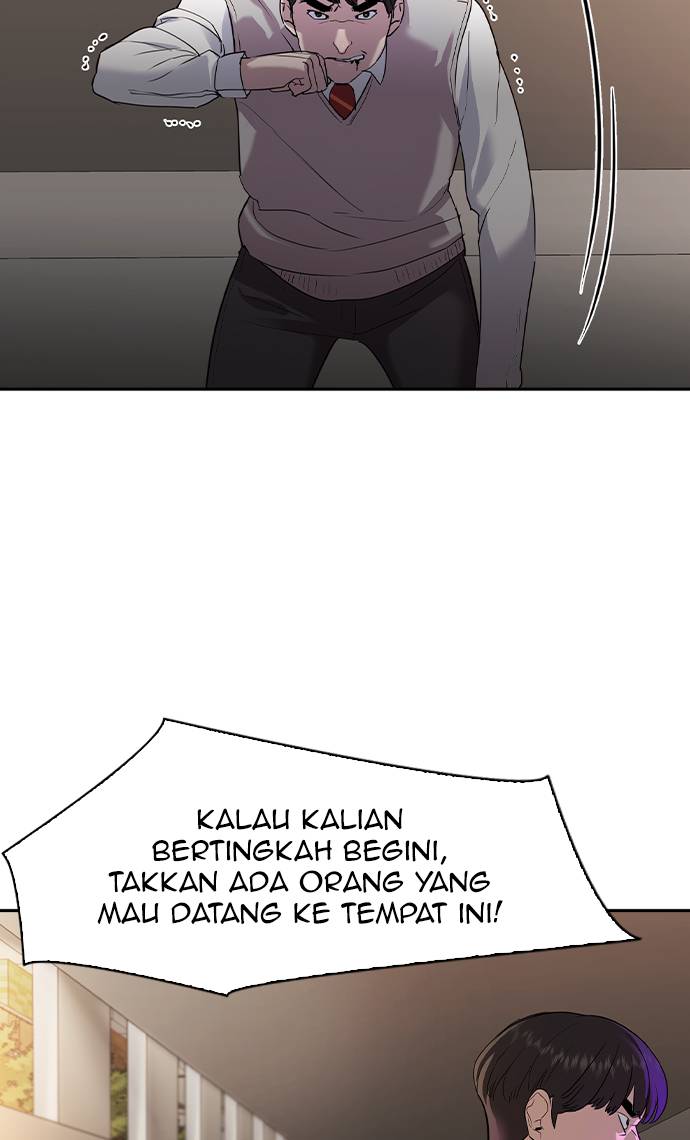 KALAU KALIAN
BERTINGKAH BEGINI,
TAKKAN ADA ORANG YANG
MAU DATANG KE TEMPAT INI!